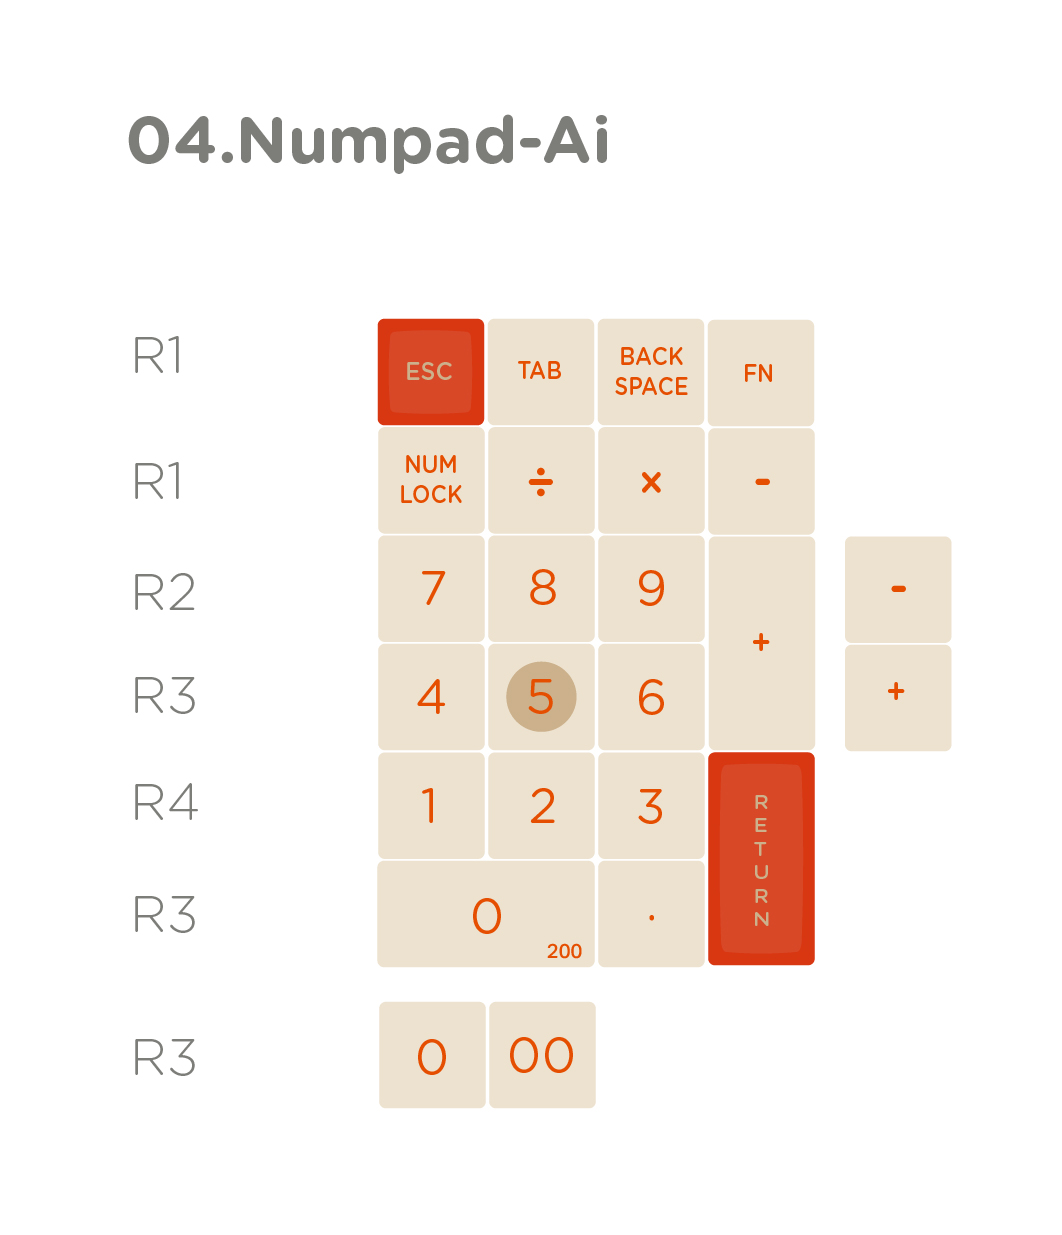 04.Numpad-Ai
R1 ESC TAB BACK SPACE FN
R1 NUM LOCK ÷ × -
R2 7 8 9 -
+
R3 4 5 6 +
R4 1 2 3 RETURN
R3 0 200 .
R3 0 00